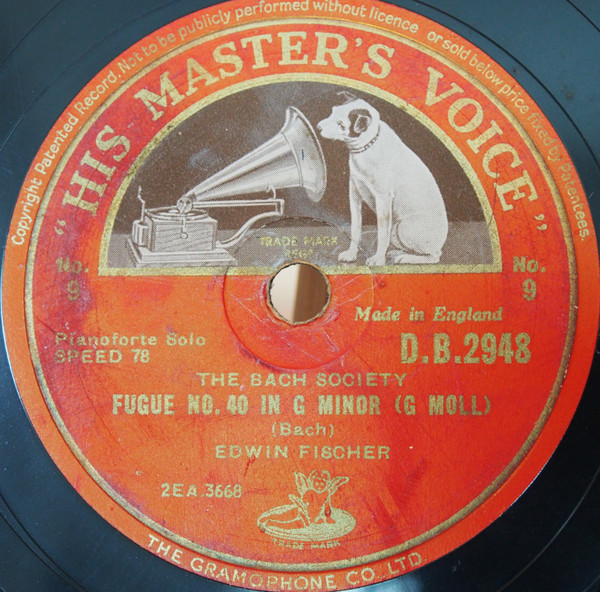 Copyright Patented Record. Not to be publicly performed without licence or sold below price fixed by Patentees.
"HIS MASTER'S VOICE"
TRADE MARK
REGD
No.
9
No.
9
Made in England
Pianoforte Solo
SPEED 78
D.B.2948
THE BACH SOCIETY
FUGUE NO. 40 IN G MINOR (G MOLL)
(Bach)
EDWIN FISCHER
2EA.3668
TRADE MARK
THE GRAMOPHONE CO. LTD.